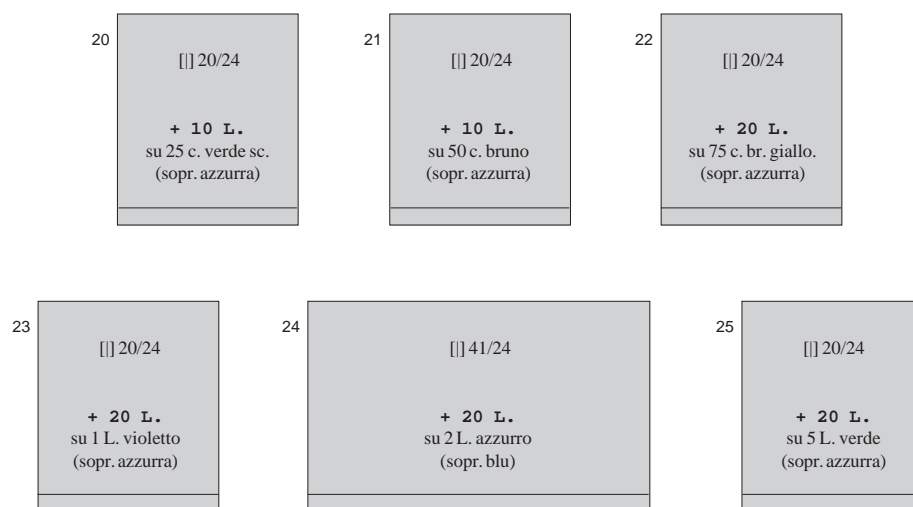 20
[|] 20/24
+ 10 L.
su 25 c. verde sc.
(sopr. azzurra)
21
[|] 20/24
+ 10 L.
su 50 c. bruno
(sopr. azzurra)
22
[|] 20/24
+ 20 L.
su 75 c. br. giallo.
(sopr. azzurra)
23
[|] 20/24
+ 20 L.
su 1 L. violetto
(sopr. azzurra)
24
[|] 41/24
+ 20 L.
su 2 L. azzurro
(sopr. blu)
25
[|] 20/24
+ 20 L.
su 5 L. verde
(sopr. azzurra)